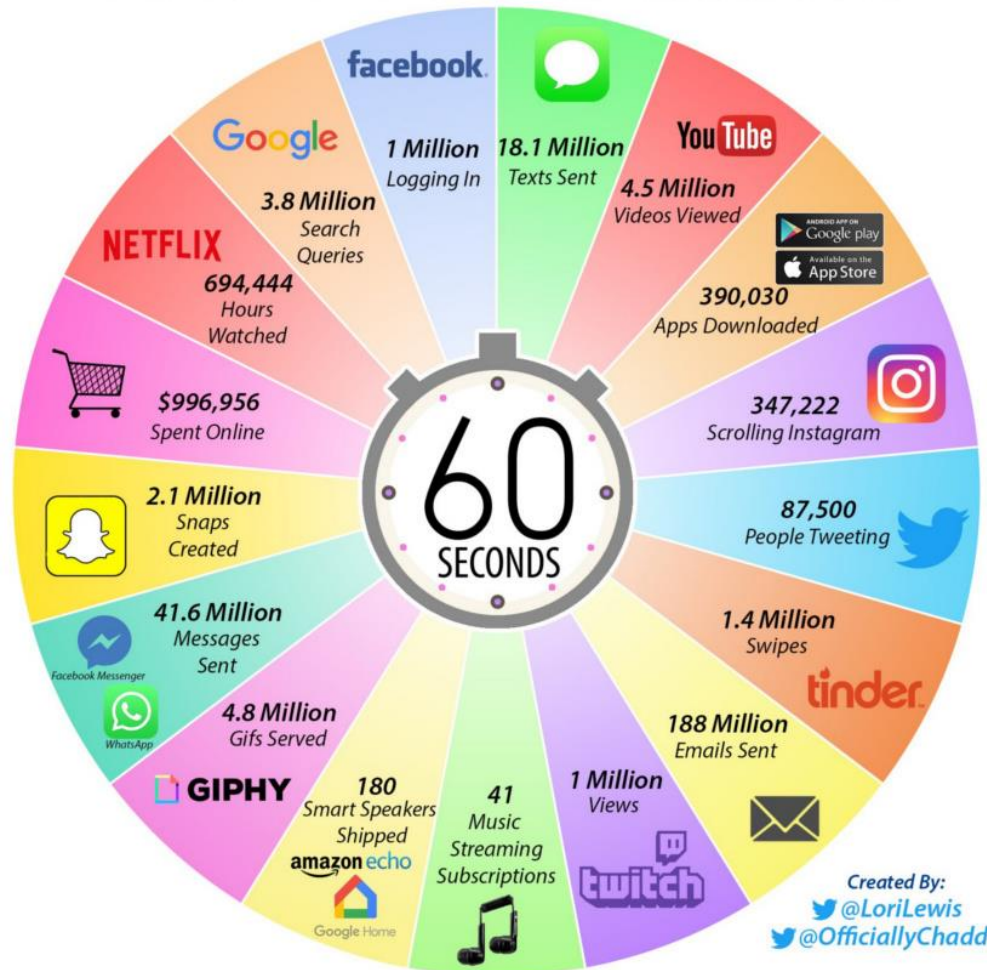 facebook
1 Million
Logging In
18.1 Million
Texts Sent
You Tube
4.5 Million
Videos Viewed
ANDROID APP ON
Google play
Available on the
App Store
390,030
Apps Downloaded
347,222
Scrolling Instagram
87,500
People Tweeting
1.4 Million
Swipes
tinder
188 Million
Emails Sent
1 Million
Views
twitch
41
Music
Streaming
Subscriptions
180
Smart Speakers
Shipped
amazon echo
Google Home
4.8 Million
Gifs Served
GIPHY
41.6 Million
Messages
Sent
Facebook Messenger
WhatsApp
2.1 Million
Snaps
Created
$996,956
Spent Online
NETFLIX
694,444
Hours
Watched
Google
3.8 Million
Search
Queries
60
SECONDS
Created By:
@LoriLewis
@OfficiallyChadd